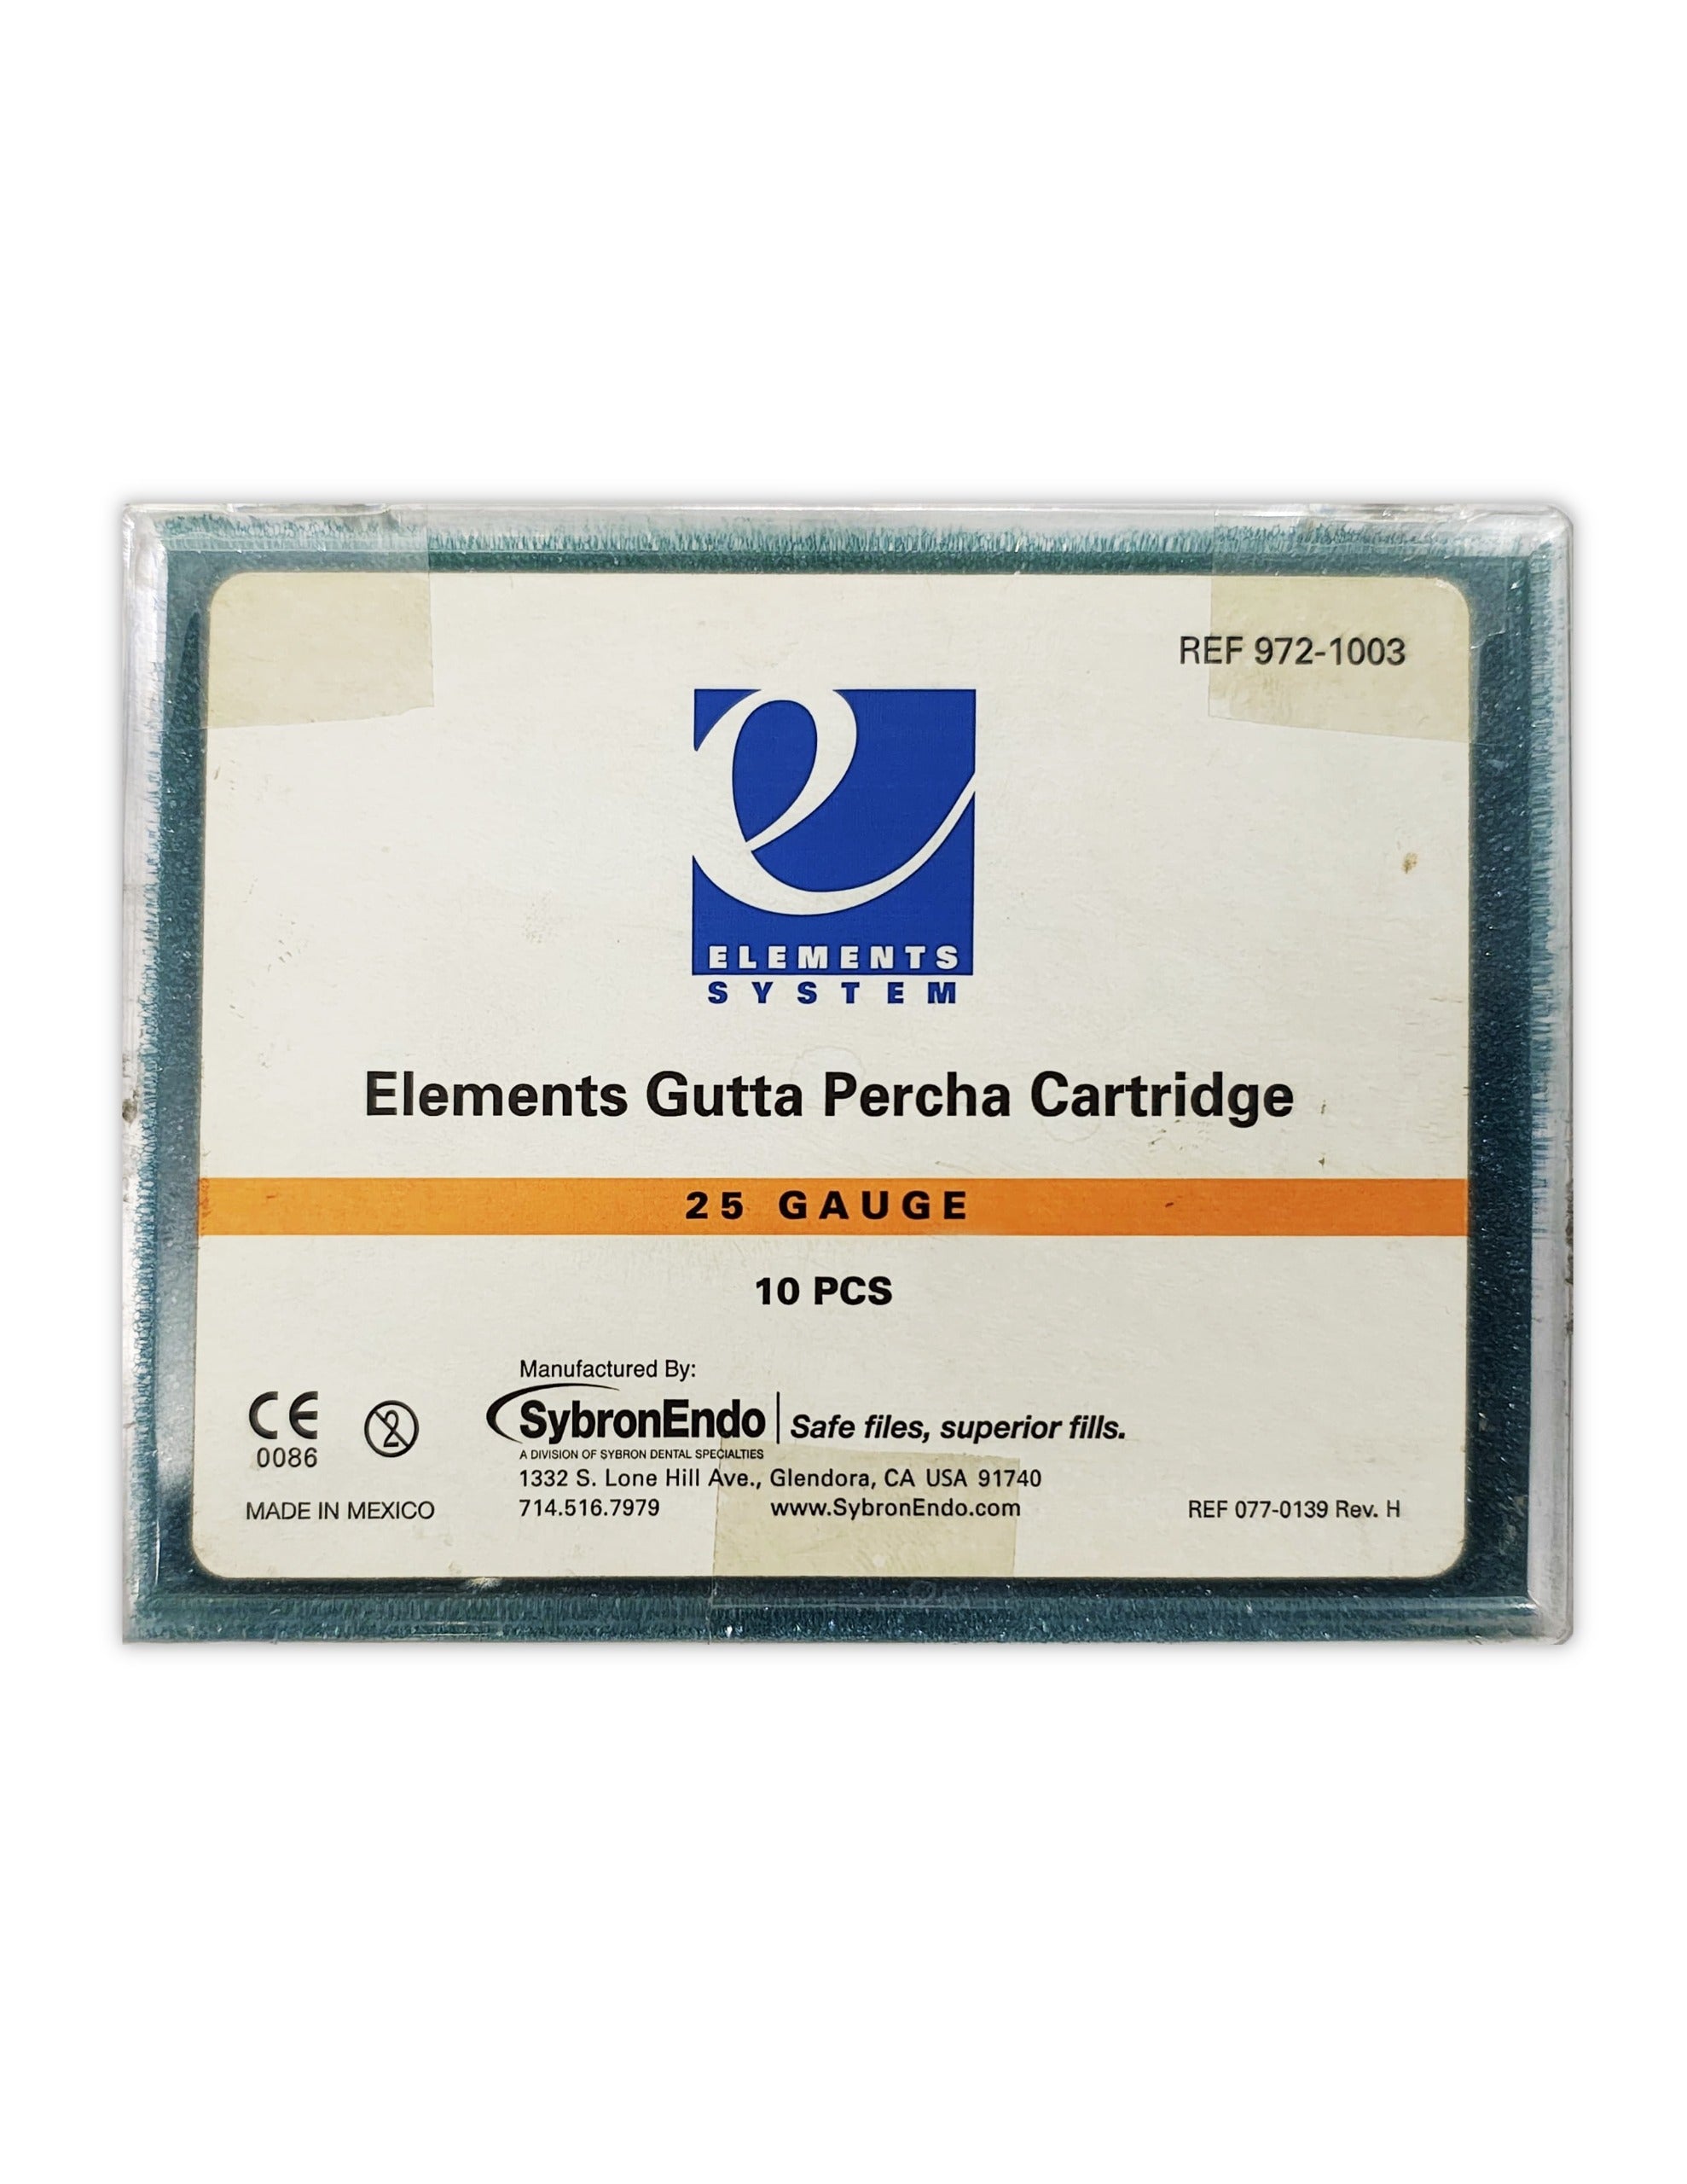 REF 972-1003
e
ELEMENTS
SYSTEM
Elements Gutta Percha Cartridge
25 GAUGE
10 PCS
Manufactured By:
SybronEndo | Safe files, superior fills.
A DIVISION OF SYBRON DENTAL SPECIALTIES
CE
0086
2
1332 S. Lone Hill Ave., Glendora, CA USA 91740
MADE IN MEXICO
714.516.7979 www.SybronEndo.com
REF 077-0139 Rev. H